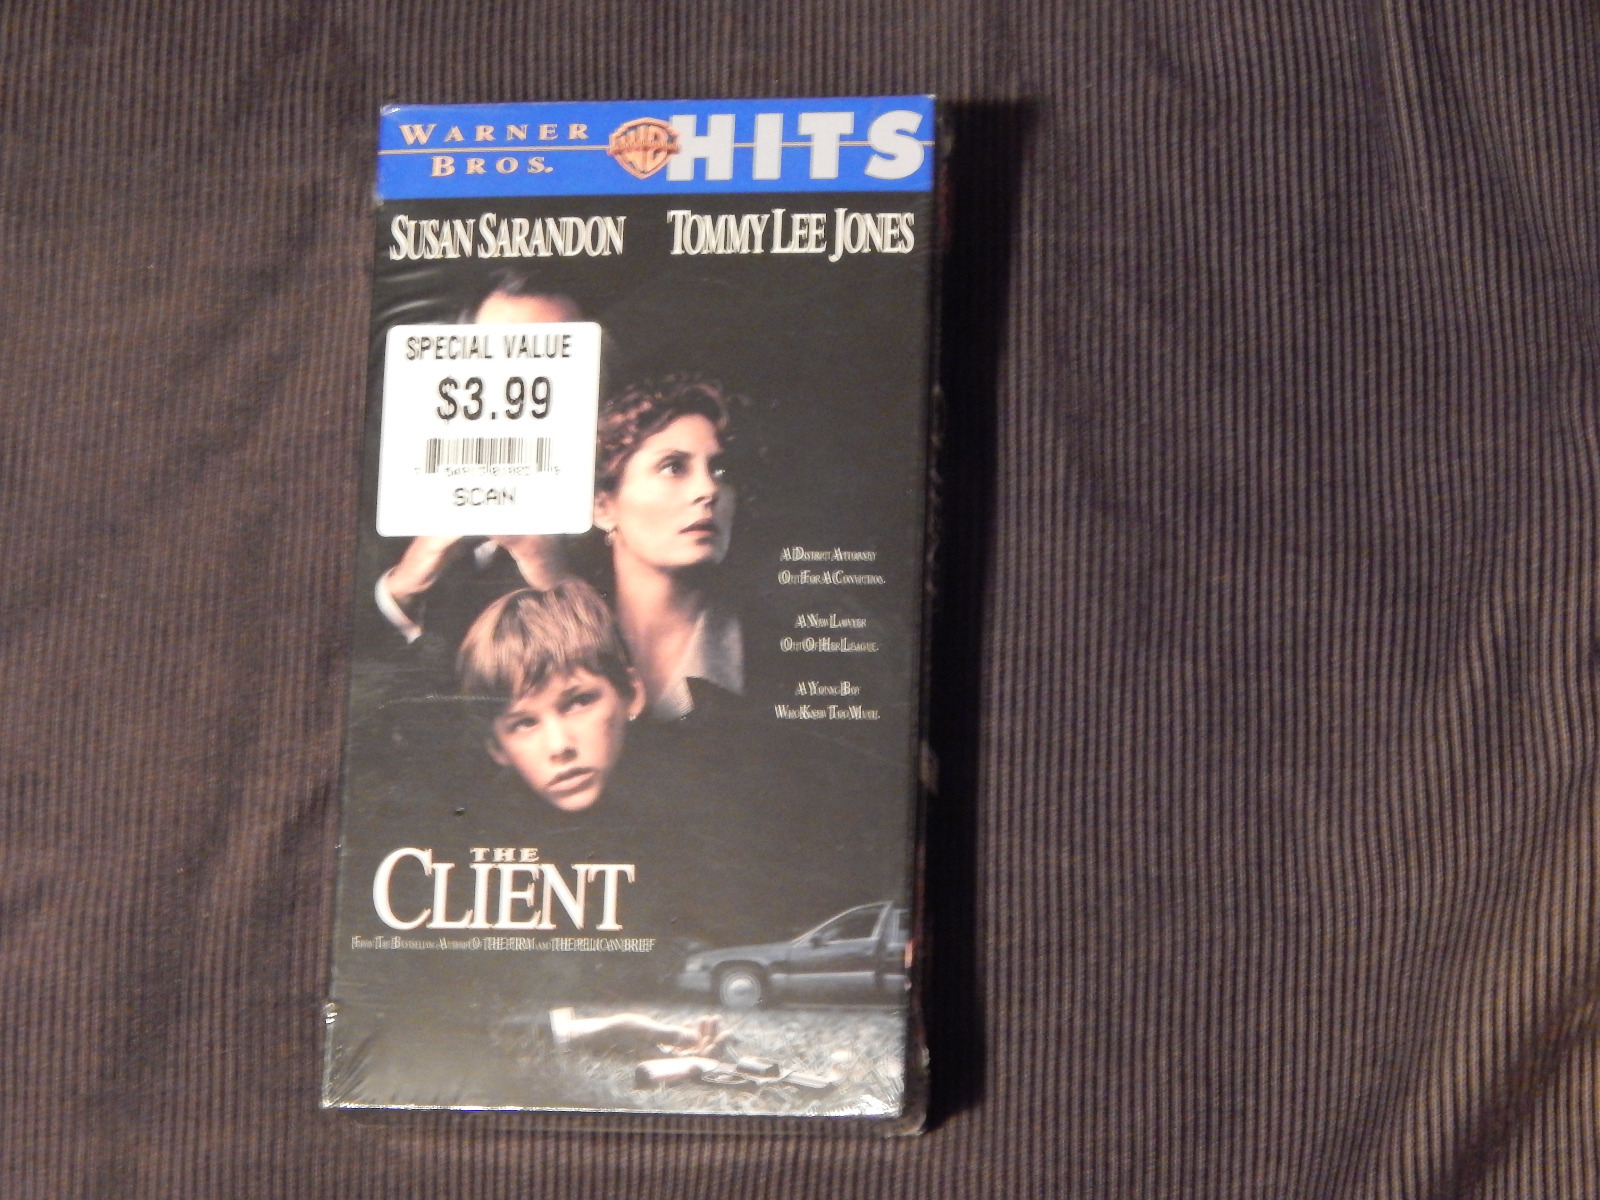 WARNER
BROS.
HITS
SUSAN SARANDON TOMMY LEE JONES
SPECIAL VALUE
$3.99
SCAN
A DISTRICT ATTORNEY
OUT FOR A CONVICTION.
A NEW LAWYER
OUT OF HER LEAGUE.
A YOUNG BOY
WHO KNEW TOO MUCH.
THE
CLIENT
FROM THE BESTSELLING AUTHOR OF THE FIRM AND THE PELICAN BRIEF